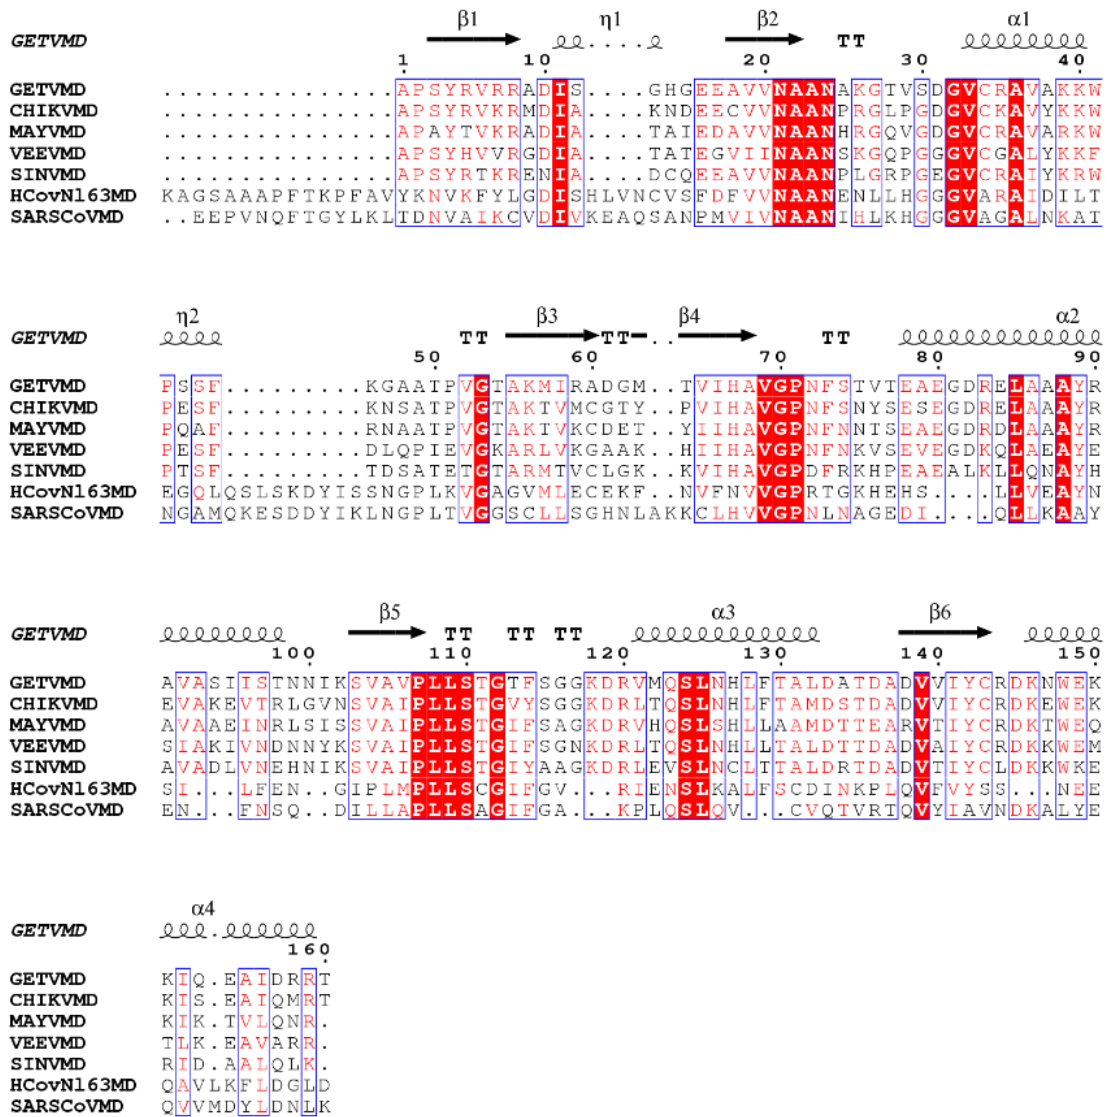 β1 η1 β2 α1
GETVMD TT
1 10 20 30 40
GETVMD ...............APSYRVRRADIS....GHGEEAVVNAANAKGTVSDGVCRAVAKKW
CHIKVMD ...............APSYRVKRMDIA....KNDEECVVNAANPRGLPGDGVCKAVYKKW
MAYVMD ...............APAYTVKRADIA....TAIEDAVVNAANHRGQVGDGVCRAVARKW
VEEVMD ...............APSYHVVRGDIA....TATEGVIINAANSKGQPGGGVCGALYKKF
SINVMD ...............APSYRTKRENIA....DCQEEAVVNAANPLGRPGEGVCRAIYKRW
HCovNl63MD KAGSAAAPFTKPFAVYKNVKFYLGDISHLVNCVSFDFVVNAANENLLHGGGVARAIDILT
SARSCoVMD ..EEPVNQFTGYLKLTDNVAIKCVDIVKEAQSANPMVIVNAANIHLKHGGGVAGALNKAT
η2 β3 β4 α2
GETVMD TT TT TT
50 60 70 80 90
GETVMD PSSF.........KGAATPVGTAKMIRADGM..TVIHAVGPNFSTVTEAEGDRELAAAYR
CHIKVMD PESF.........KNSATPVGTAKTVMCGTY..PVIHAVGPNFSNYSESEGDRELAAAYR
MAYVMD PQAF.........RNAATPVGTAKTVKCDET..YIIHAVGPNFNNTSEAEGDRDLAAAYR
VEEVMD PESF.........DLQPIEVGKARLVKGAAK..HIIHAVGPNFNKVSEVEGDKQLAEAYE
SINVMD PTSF.........TDSATETGTARMTVCLGK..KVIHAVGPDFRKHPEAEALKLLQNAYH
HCovNl63MD EGQLQSLSKDYISSNGPLKVGAGVMLECEKF..NVFNVVGPRTGKHEHS....LLVEAYN
SARSCoVMD NGAMQKESDDYIKLNGPLTVGGSCLLSGHNLAKKCLHVVGPNLNAGEDI....QLLKAAY
β5 α3 β6
GETVMD TT TT TT
100 110 120 130 140 150
GETVMD AVASIISTNNIKSVAVPLLSTGTFSGGKDRVMQSLNHLFTALDATDADVVIYCRDKNWEK
CHIKVMD EVAKEVTRLGVNSVAIPLLSTGVYSGGKDRLTQSLNHLFTAMDSTDADVVIYCRDKEWEK
MAYVMD AVAAEINRLSISSVAIPLLSTGIFSAGKDRVHQSLSHLLAAMDTTEARVTIYCRDKTWEQ
VEEVMD SIAKIVNDNNYKSVAIPLLSTGIFSGNKDRLTQSLNHLLTALDTTDADVAIYCRDKKWEM
SINVMD AVADLVNEHNIKSVAIPLLSTGIYAAGKDRLEVSLNCLTTALDRTDADVTIYCLDKKWKE
HCovNl63MD SI...LFEN..GIPLMPLLSCGIFGV...RIENSLKALFSCDINKPLQVFVYSS...NEE
SARSCoVMD EN...FNSQ..DILLAPLLSAGIFGA...KPLQSLQV...CVQTVRTQVYIAVNDKALYE
α4
GETVMD
160
GETVMD KIQ.EAIDRRT
CHIKVMD KIS.EAIQMRT
MAYVMD KIK.TVLQNR.
VEEVMD TLK.EAVARR.
SINVMD RID.AALQLK.
HCovNl63MD QAVLKFLDGLD
SARSCoVMD QVVMDYLDNLK